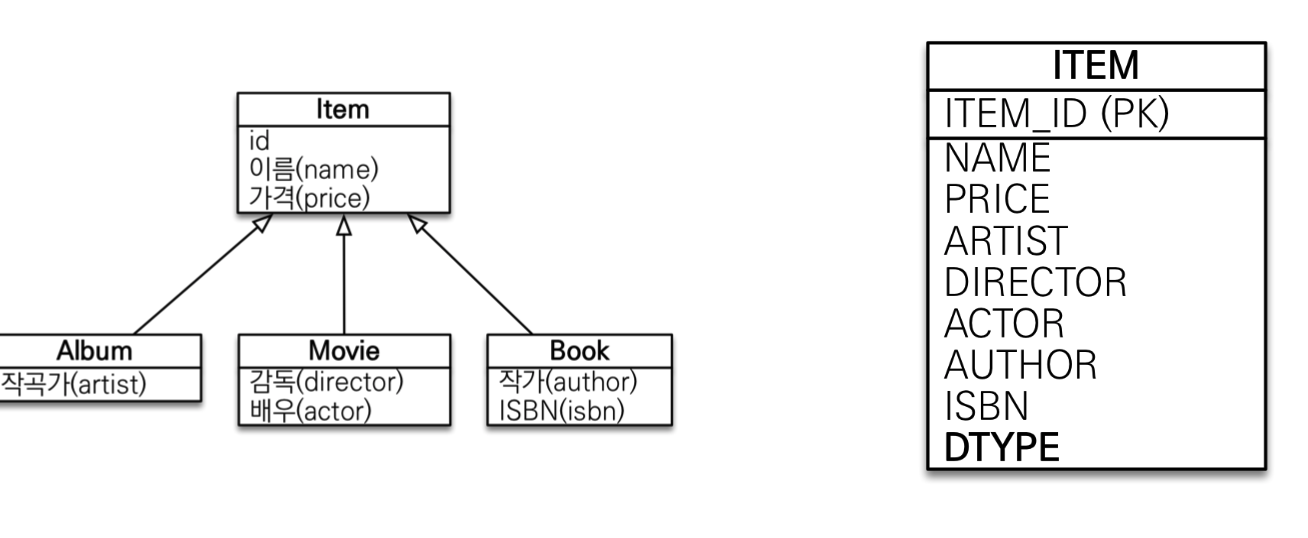 Item
id
이름(name)
가격(price)
Album
작곡가(artist)
Movie
감독(director)
배우(actor)
Book
작가(author)
ISBN(isbn)
ITEM
ITEM_ID (PK)
NAME
PRICE
ARTIST
DIRECTOR
ACTOR
AUTHOR
ISBN
DTYPE